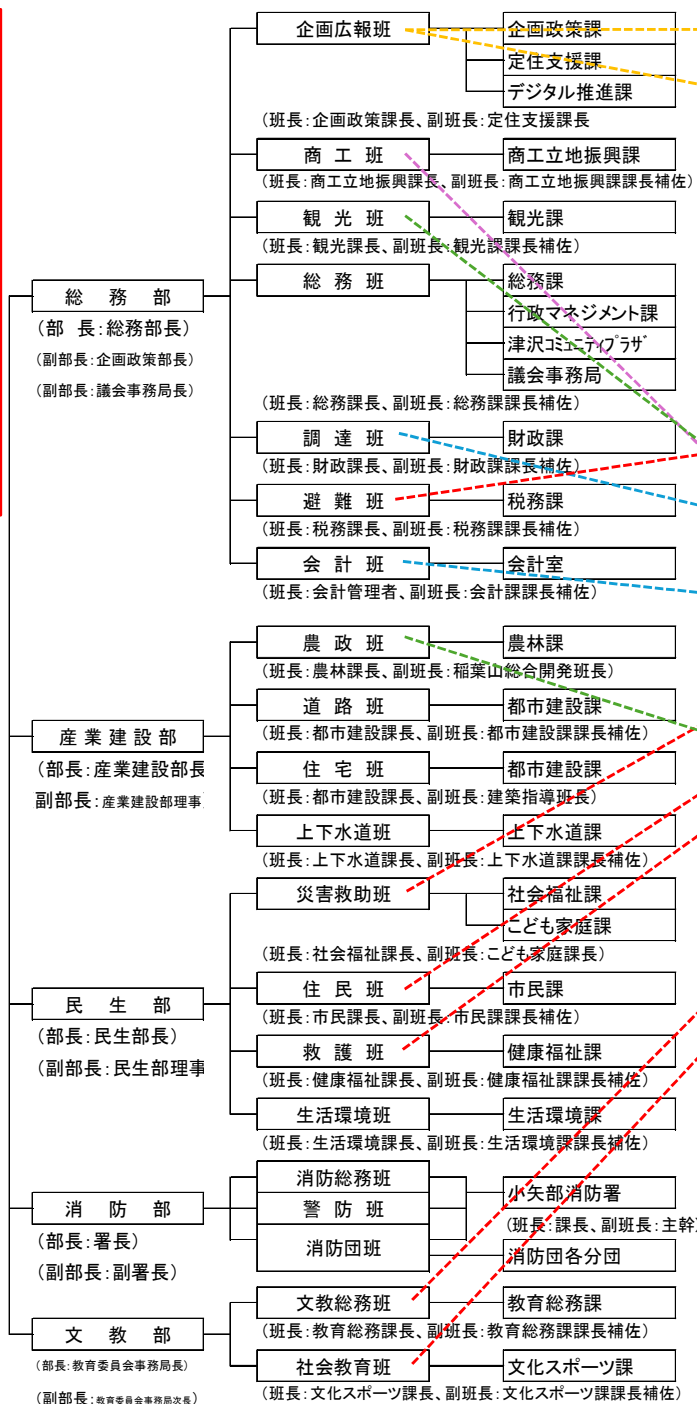 企画広報班 企画政策課
定住支援課
デジタル推進課
(班長:企画政策課長、副班長:定住支援課長
商工班 商工立地振興課
(班長:商工立地振興課長、副班長:商工立地振興課課長補佐)
観光班 観光課
(班長:観光課長、副班長:観光課課長補佐)
総務班 総務課
行政マネジメント課
津沢コミュニティプラザ
議会事務局
(班長:総務課長、副班長:総務課課長補佐)
総務部
(部長:総務部長)
(副部長:企画政策部長)
(副部長:議会事務局長)
調達班 財政課
(班長:財政課長、副班長:財政課課長補佐)
避難班 税務課
(班長:税務課長、副班長:税務課課長補佐)
会計班 会計室
(班長:会計管理者、副班長:会計課課長補佐)
農政班 農林課
(班長:農林課長、副班長:稲葉山総合開発班長)
道路班 都市建設課
(班長:都市建設課長、副班長:都市建設課課長補佐)
産業建設部
(部長:産業建設部長
副部長:産業建設部理事
住宅班 都市建設課
(班長:都市建設課長、副班長:建築指導班長)
上下水道班 上下水道課
(班長:上下水道課長、副班長:上下水道課課長補佐)
災害救助班 社会福祉課
こども家庭課
(班長:社会福祉課長、副班長:こども家庭課長)
民生部
(部長:民生部長)
(副部長:民生部理事
住民班 市民課
(班長:市民課長、副班長:市民課課長補佐)
救護班 健康福祉課
(班長:健康福祉課長、副班長:健康福祉課課長補佐)
生活環境班 生活環境課
(班長:生活環境課長、副班長:生活環境課課長補佐)
消防部
(部長:署長)
(副部長:副署長)
消防総務班
警防班
小矢部消防署
(班長:課長、副班長:主幹)
消防団班 消防団各分団
文教部
(部長:教育委員会事務局長)
(副部長:教育委員会事務局次長)
文教総務班 教育総務課
(班長:教育総務課長、副班長:教育総務課課長補佐)
社会教育班 文化スポーツ課
(班長:文化スポーツ課長、副班長:文化スポーツ課課長補佐)